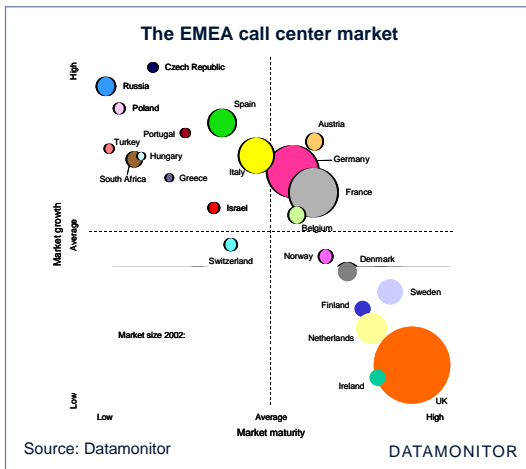 The EMEA call center market
High
Czech Republic
Russia
Poland
Spain
Austria
Portugal
Turkey
Hungary
Italy
Germany
South Africa
Greece
France
Israel
Belgium
Market growth
Average
Switzerland
Norway
Denmark
Sweden
Finland
Market size 2002:
Netherlands
Ireland
UK
Low
Low
Average
High
Market maturity
Source: Datamonitor
DATAMONITOR